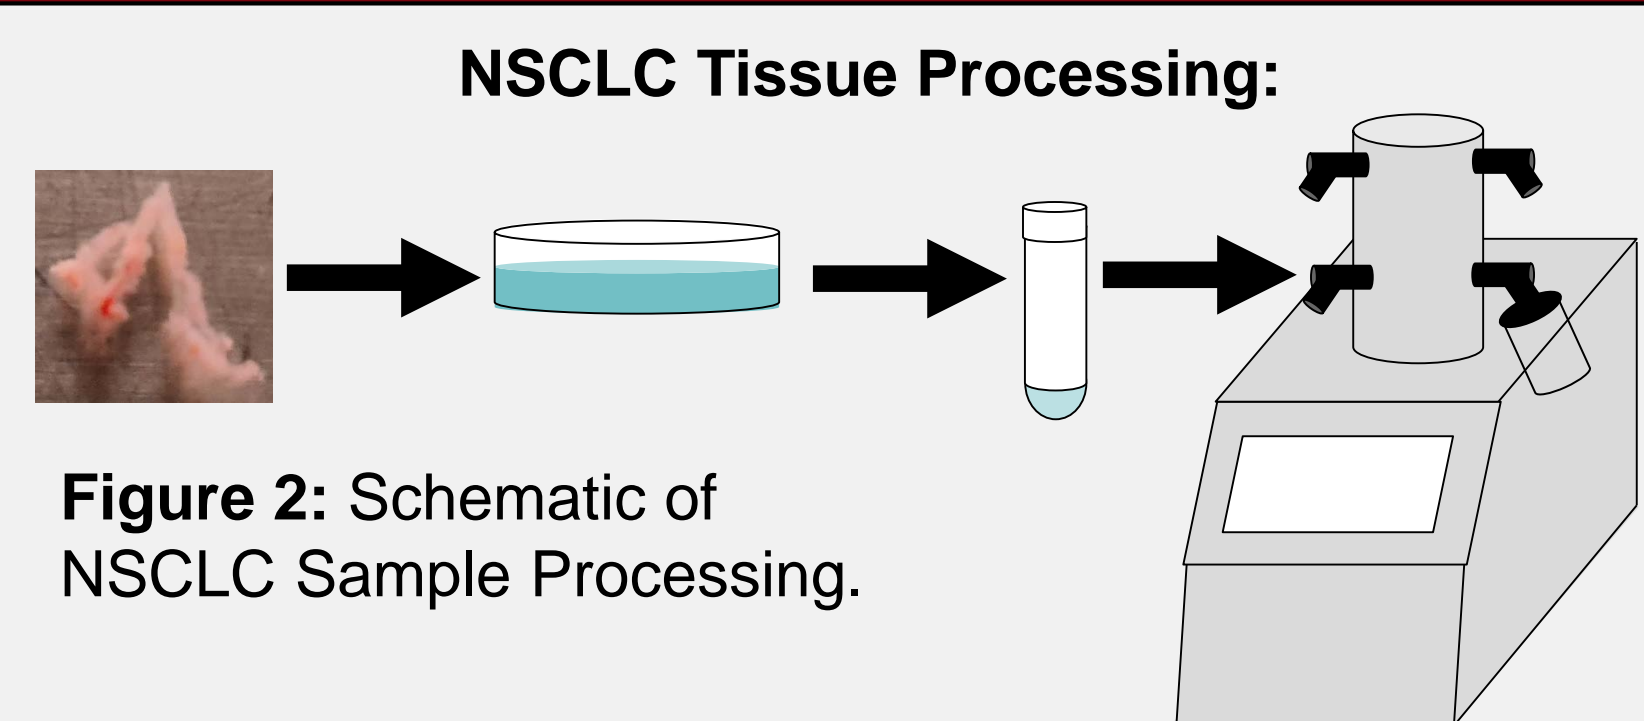 NSCLC Tissue Processing:
Figure 2: Schematic of
NSCLC Sample Processing.